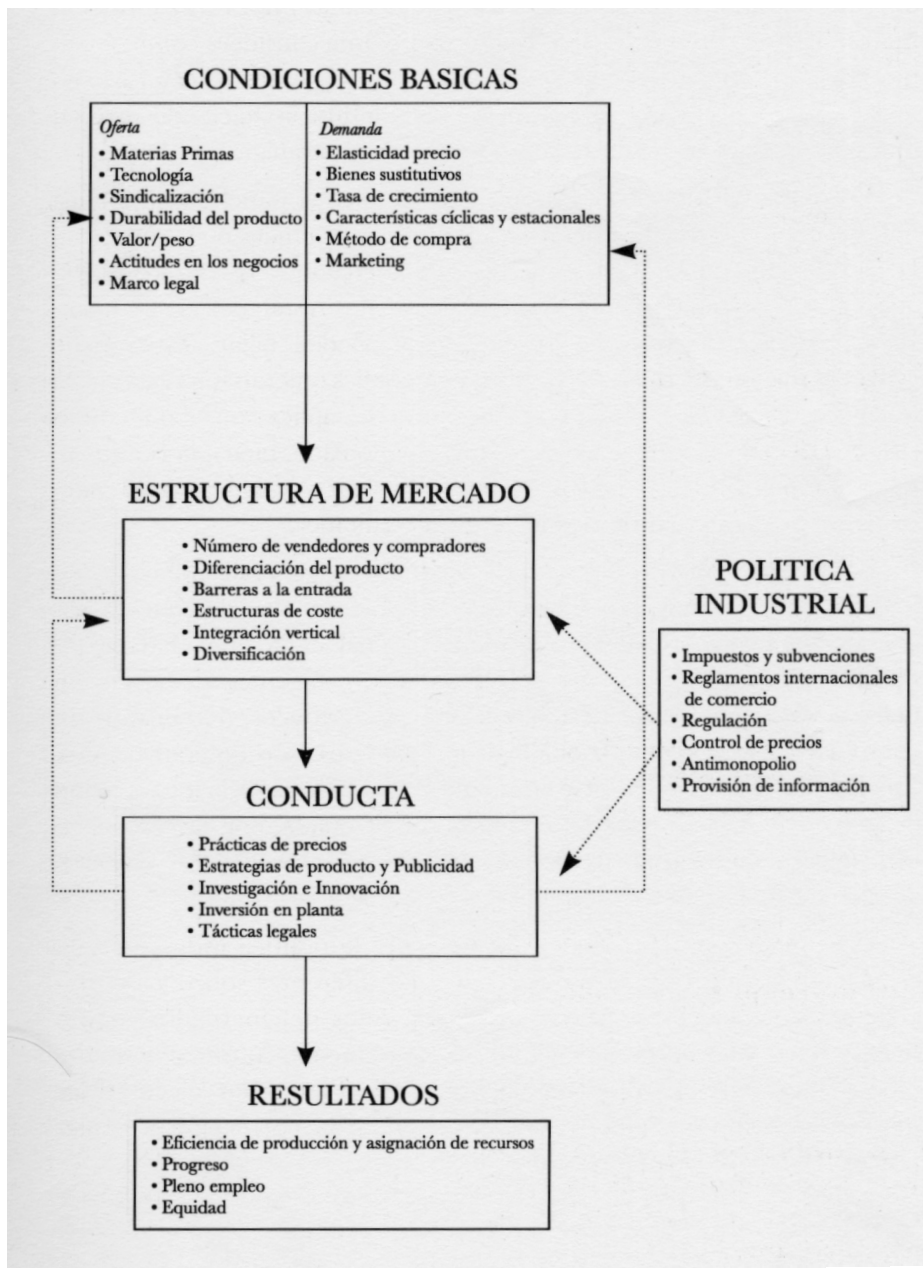 CONDICIONES BASICAS
Oferta
• Materias Primas
• Tecnología
• Sindicalización
• Durabilidad del producto
• Valor/peso
• Actitudes en los negocios
• Marco legal
Demanda
• Elasticidad precio
• Bienes sustitutivos
• Tasa de crecimiento
• Características cíclicas y estacionales
• Método de compra
• Marketing
ESTRUCTURA DE MERCADO
• Número de vendedores y compradores
• Diferenciación del producto
• Barreras a la entrada
• Estructuras de coste
• Integración vertical
• Diversificación
POLITICA
INDUSTRIAL
• Impuestos y subvenciones
• Reglamentos internacionales
de comercio
• Regulación
• Control de precios
• Antimonopolio
• Provisión de información
CONDUCTA
• Prácticas de precios
• Estrategias de producto y Publicidad
• Investigación e Innovación
• Inversión en planta
• Tácticas legales
RESULTADOS
• Eficiencia de producción y asignación de recursos
• Progreso
• Pleno empleo
• Equidad